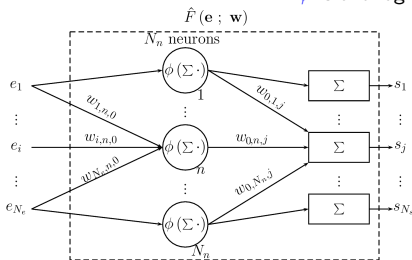 F̂ (e ; w)
N_n neurons
e_1 ϕ (Σ ·) Σ s_1
1
w_{1,n,0} w_{0,1,j}
⋮ ⋮ ⋮ ⋮
e_i w_{i,n,0} ϕ (Σ ·) w_{0,n,j} Σ s_j
n
w_{N_e,n,0} w_{0,N_n,j}
⋮ ⋮ ⋮ ⋮
e_{N_e} ϕ (Σ ·) Σ s_{N_s}
N_n